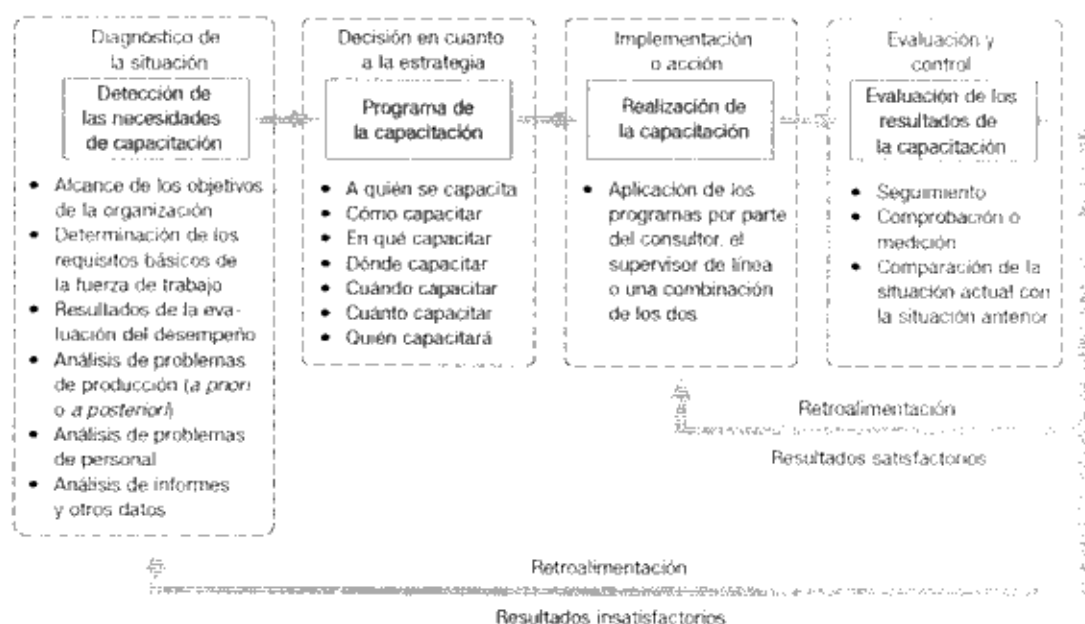 Diagnóstico de
la situación
Detección de
las necesidades
de capacitación
• Alcance de los objetivos
de la organización
• Determinación de los
requisitos básicos de
la fuerza de trabajo
• Resultados de la eva-
luación del desempeño
• Análisis de problemas
de producción (a priori
o a posteriori)
• Análisis de problemas
de personal
• Análisis de informes
y otros datos
Decisión en cuanto
a la estrategia
Programa de
la capacitación
• A quién se capacita
• Cómo capacitar
• En qué capacitar
• Dónde capacitar
• Cuándo capacitar
• Cuánto capacitar
• Quién capacitará
Implementación
o acción
Realización de
la capacitación
• Aplicación de los
programas por parte
del consultor, el
supervisor de línea
o una combinación
de los dos
Evaluación y
control
Evaluación de los
resultados de
la capacitación
• Seguimiento
• Comprobación o
medición
• Comparación de la
situación actual con
la situación anterior
Retroalimentación
Resultados satisfactorios
Retroalimentación
Resultados insatisfactorios